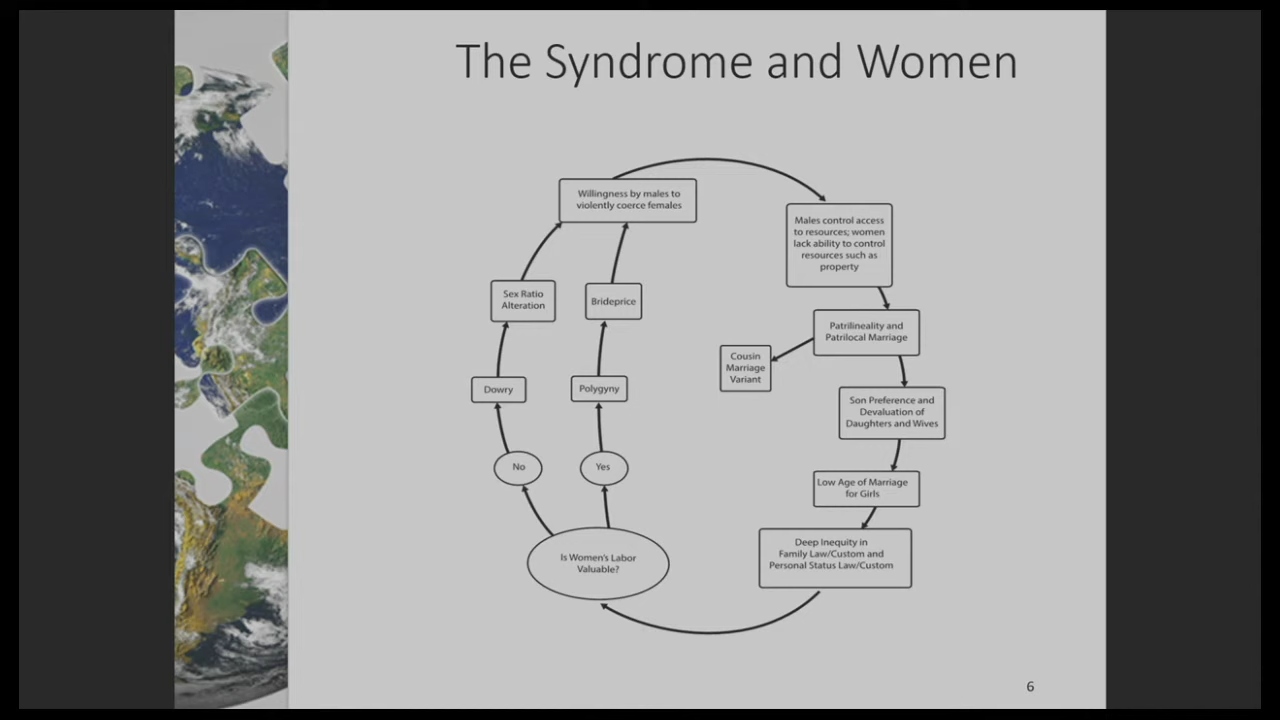 The Syndrome and Women
Willingness by males to
violently coerce females
Males control access
to resources; women
lack ability to control
resources such as
property
Sex Ratio
Alteration
Brideprice
Patrilineality and
Patrilocal Marriage
Cousin
Marriage
Variant
Dowry
Polygyny
Son Preference and
Devaluation of
Daughters and Wives
No
Yes
Low Age of Marriage
for Girls
Is Women's Labor
Valuable?
Deep Inequity in
Family Law/Custom and
Personal Status Law/Custom
6